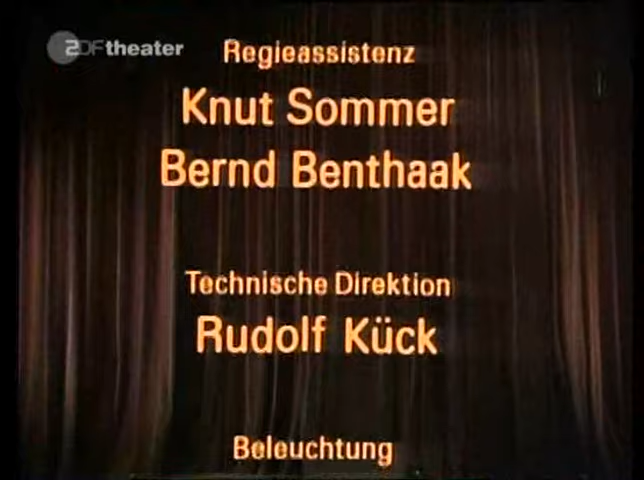 ZDFtheater
Regieassistenz
Knut Sommer
Bernd Benthaak
Technische Direktion
Rudolf Kück
Beleuchtung